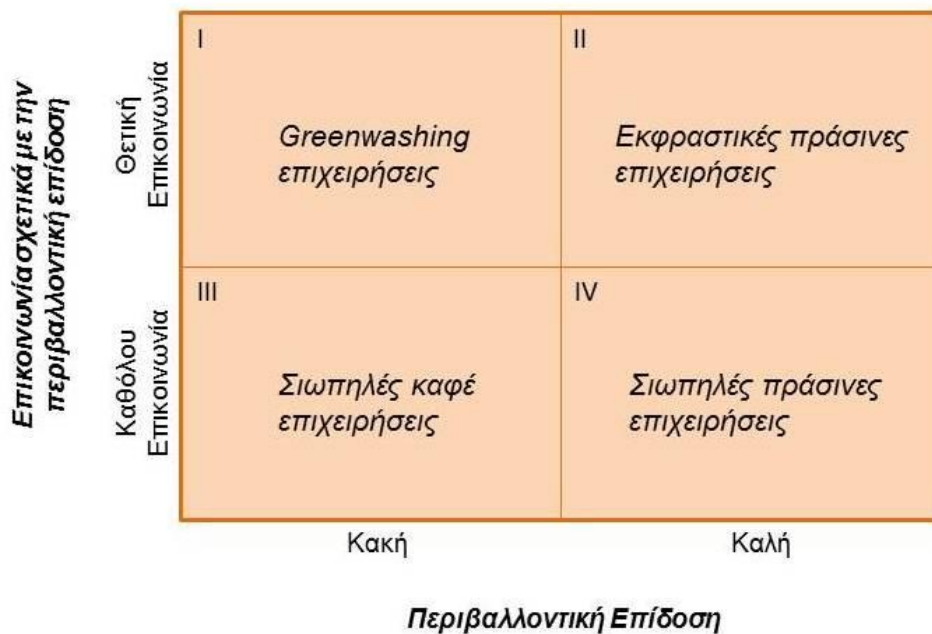 Επικοινωνία σχετικά με την
περιβαλλοντική επίδοση
Θετική
Επικοινωνία
I
Greenwashing
επιχειρήσεις
II
Εκφραστικές πράσινες
επιχειρήσεις
Καθόλου
Επικοινωνία
III
Σιωπηλές καφέ
επιχειρήσεις
IV
Σιωπηλές πράσινες
επιχειρήσεις
Κακή
Καλή
Περιβαλλοντική Επίδοση